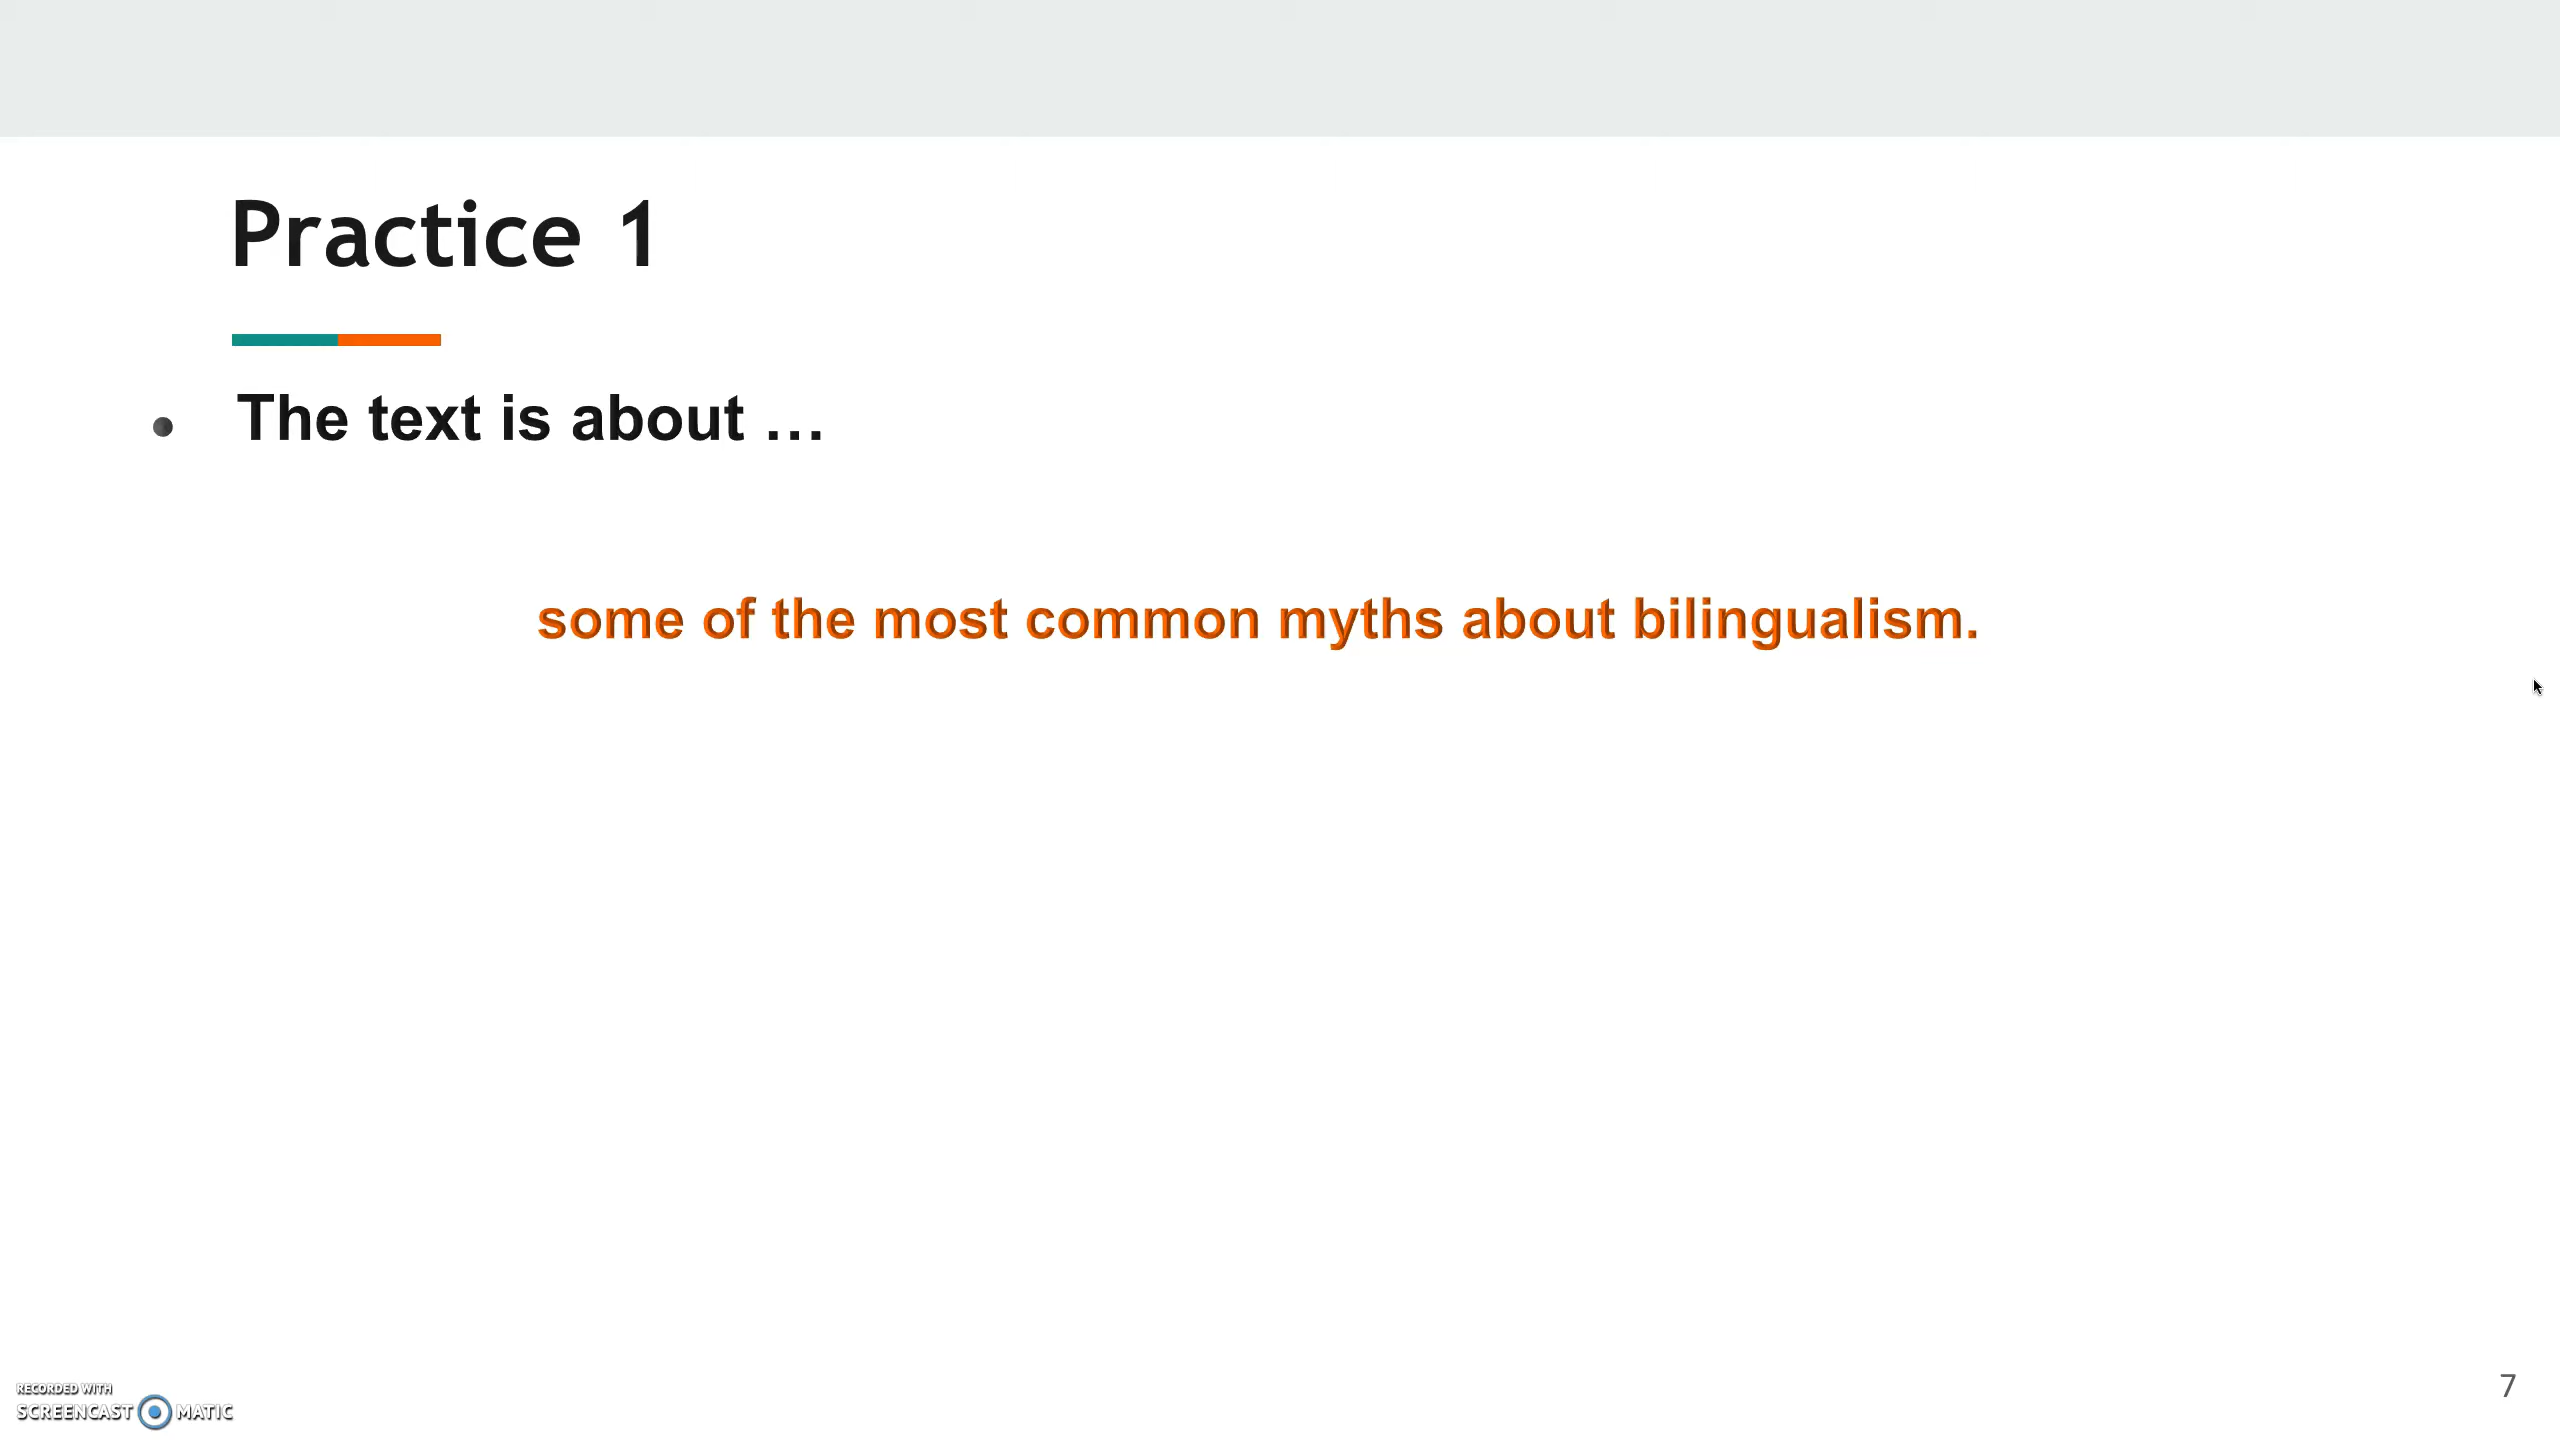 Practice 1
The text is about …
some of the most common myths about bilingualism.
RECORDED WITH
SCREENCAST MATIC
7